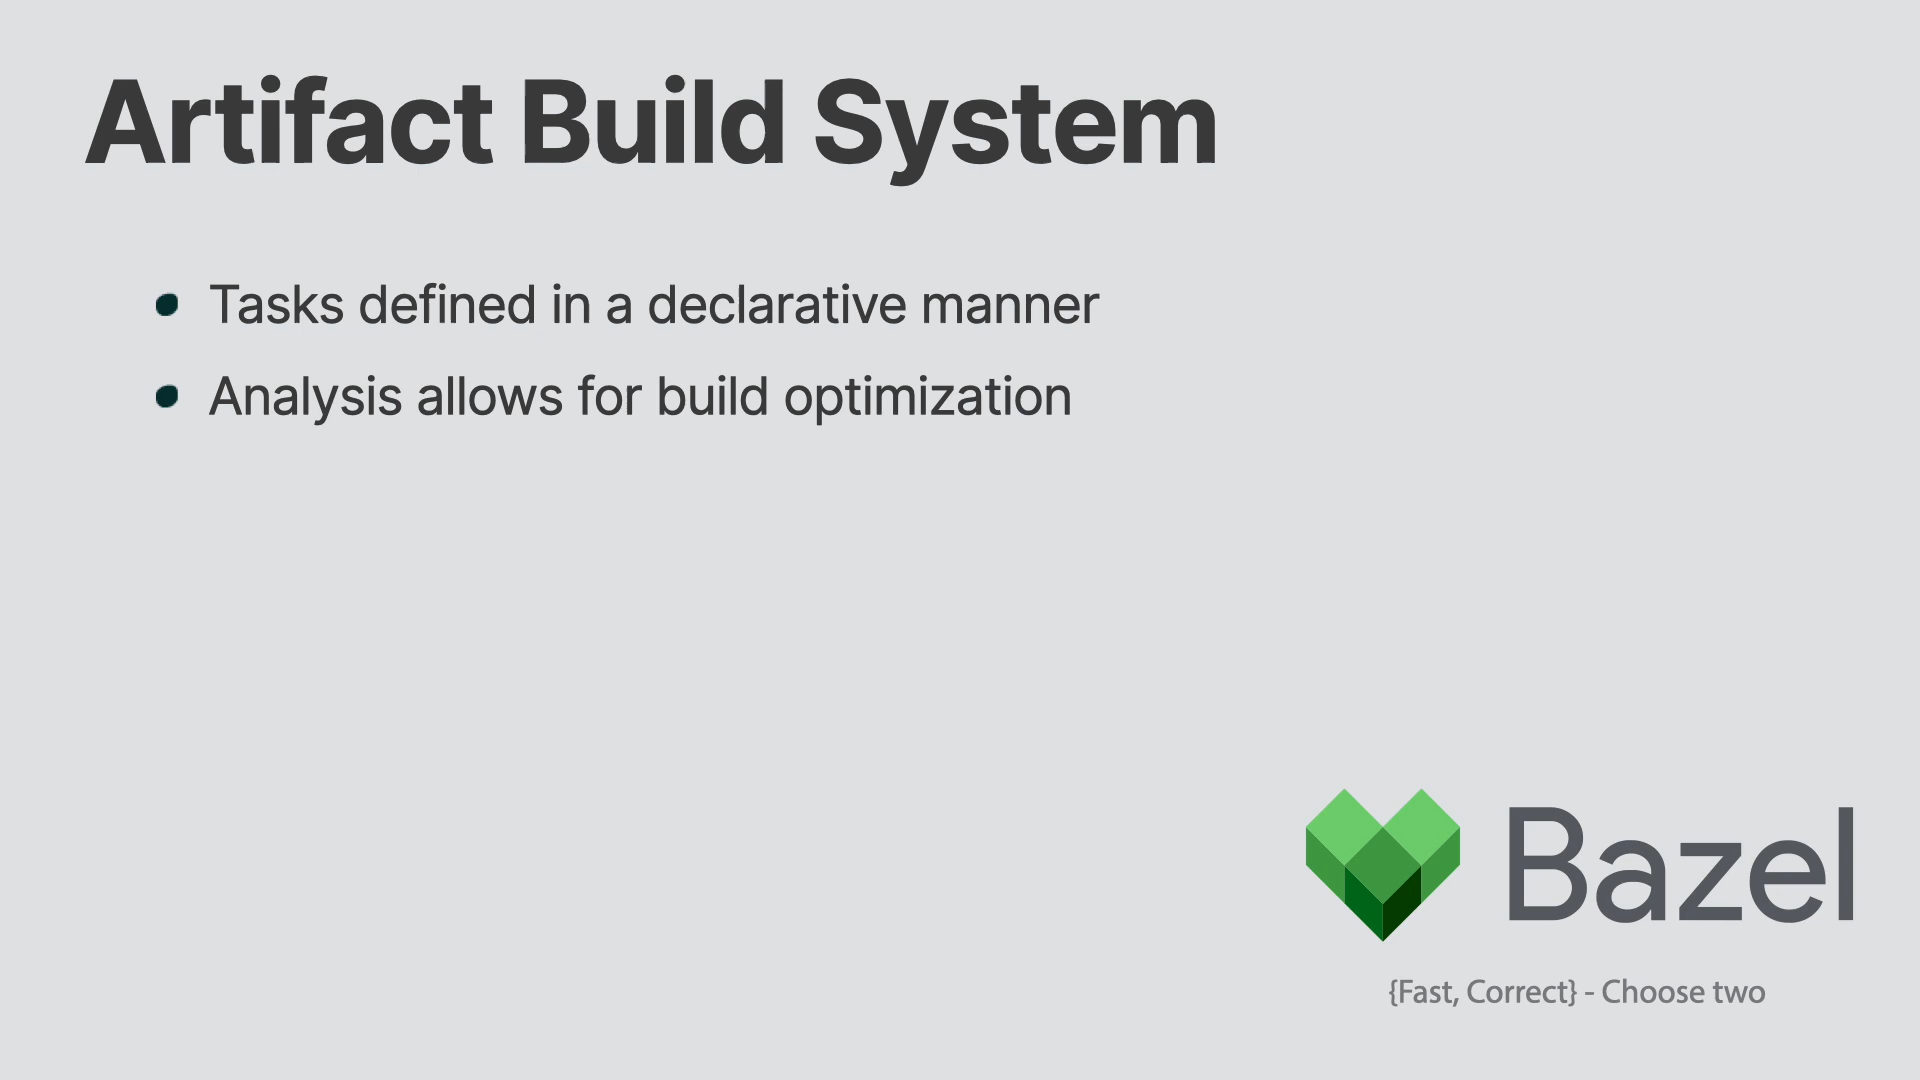 Artifact Build System
Tasks defined in a declarative manner
Analysis allows for build optimization
Bazel
{Fast, Correct} - Choose two